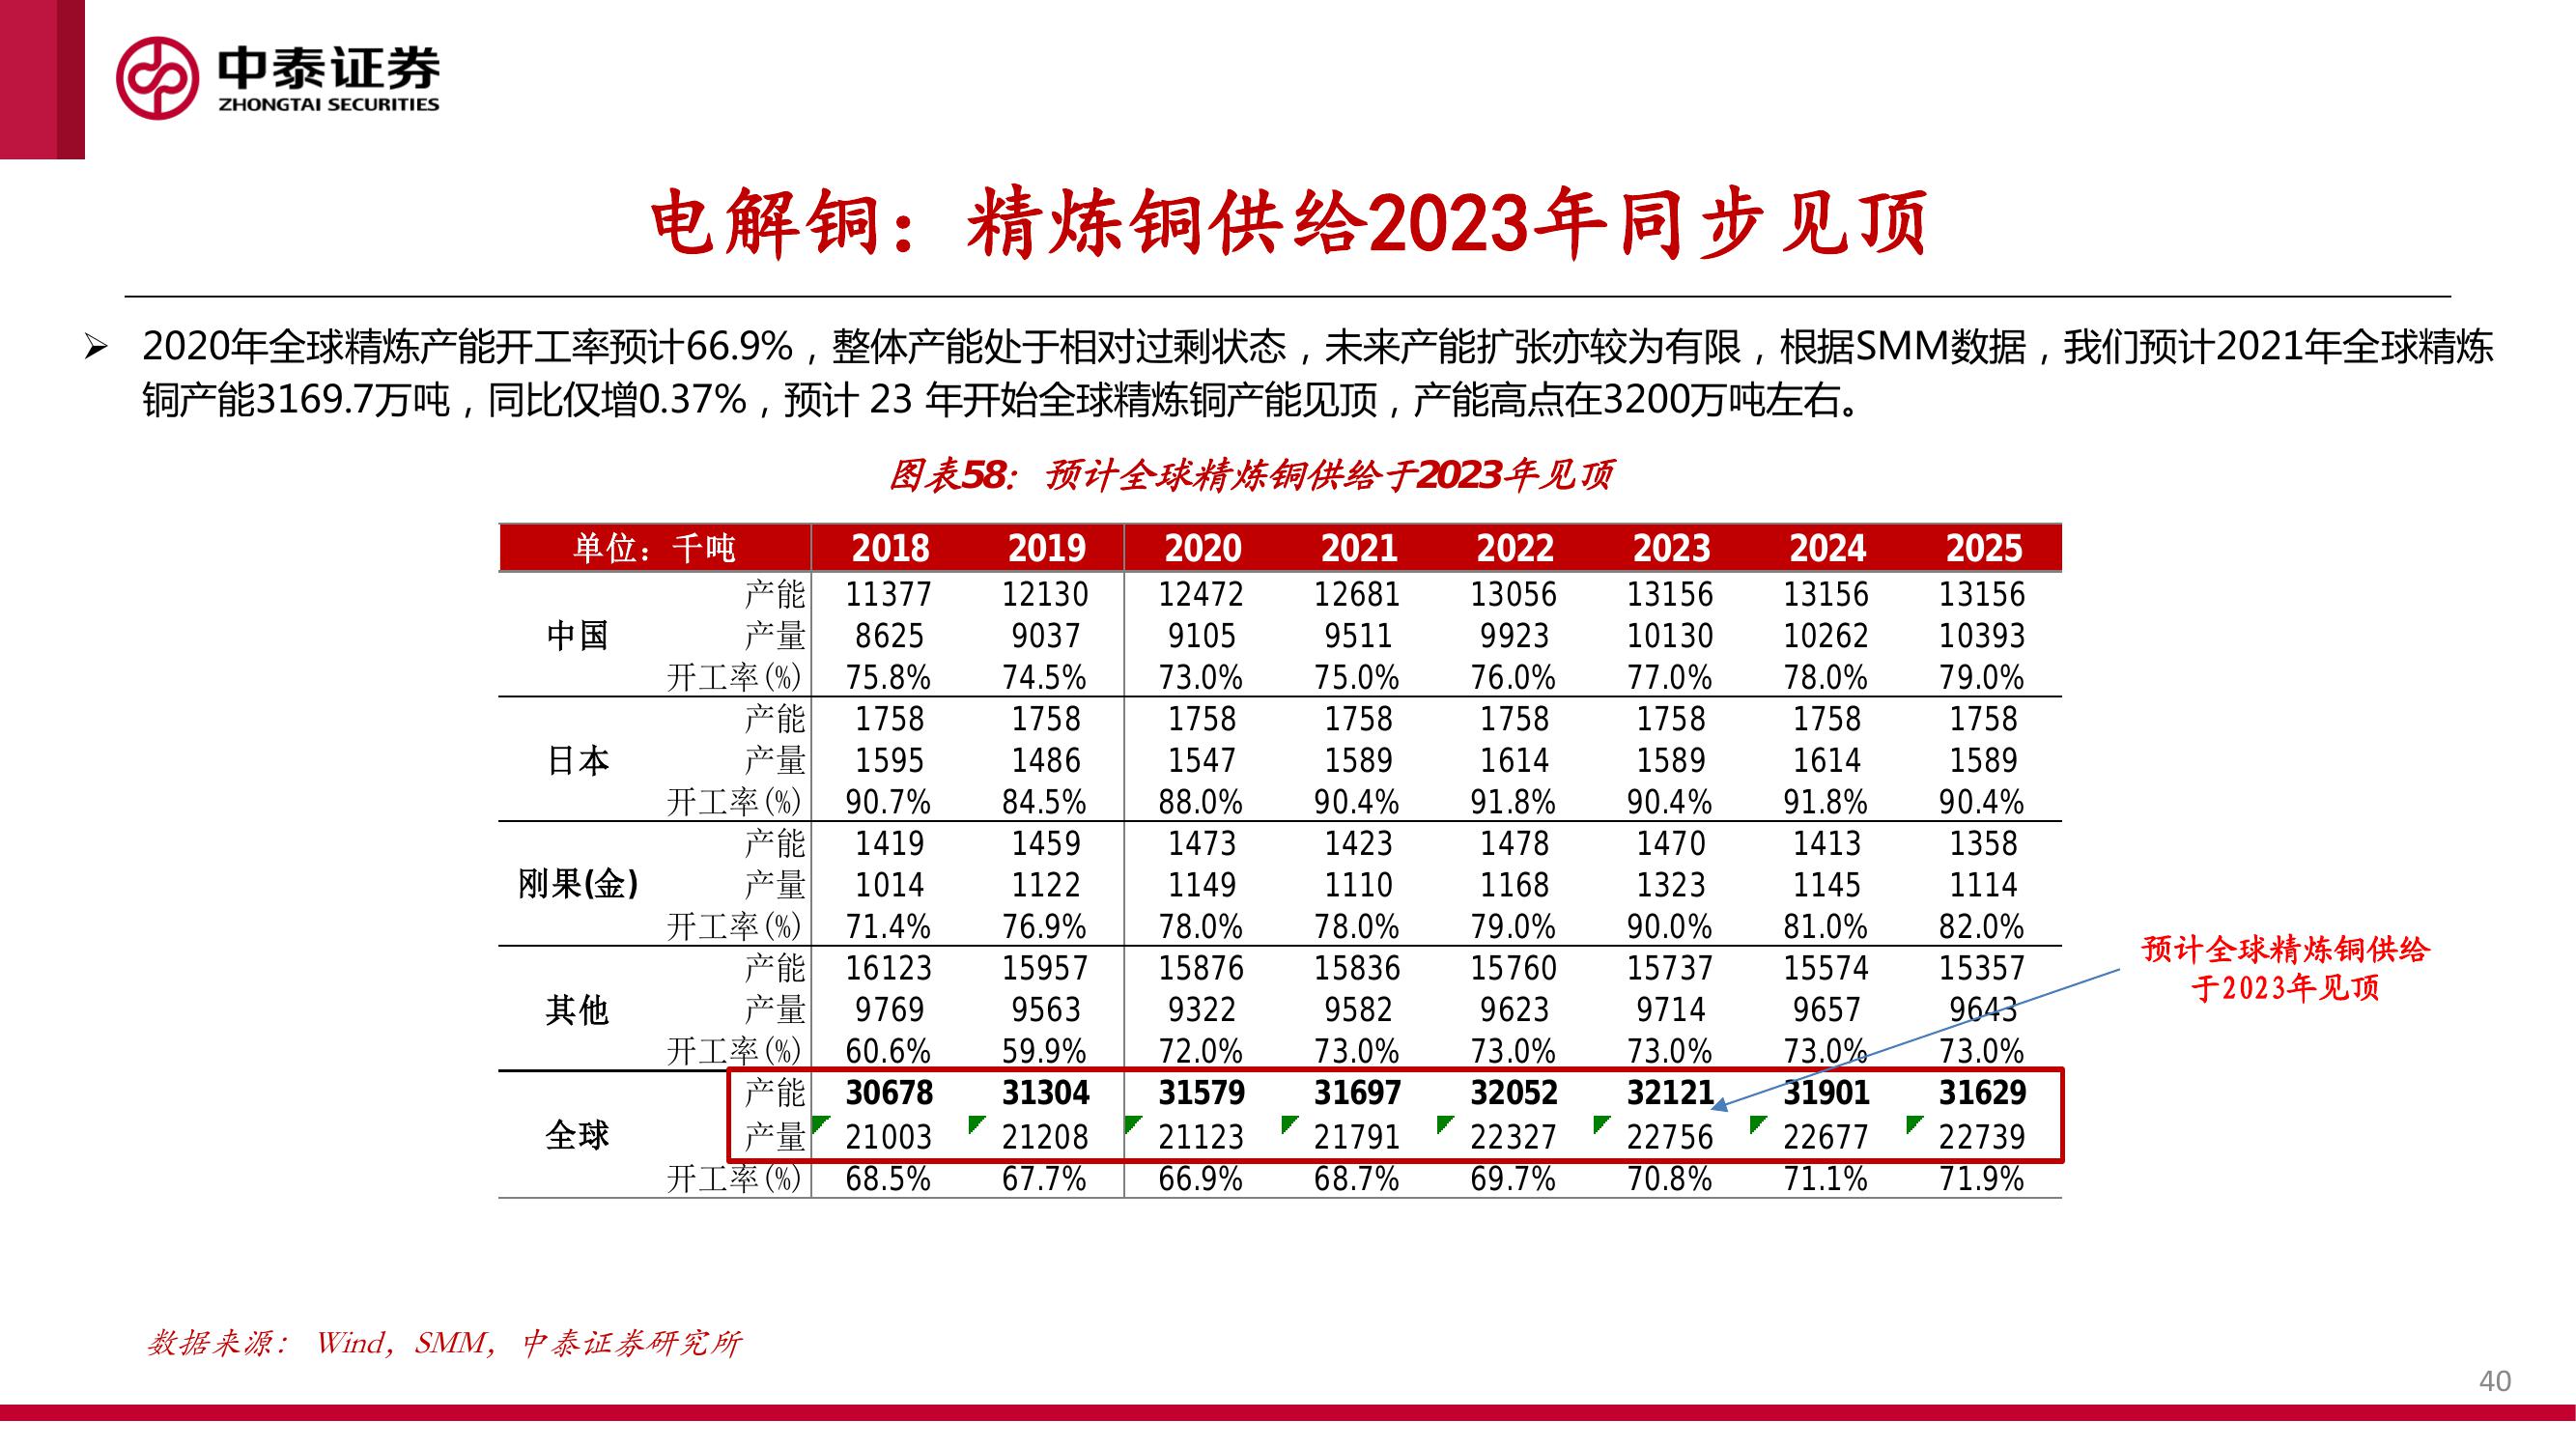 中泰证券
ZHONGTAI SECURITIES
电解铜：精炼铜供给2023年同步见顶
➢ 2020年全球精炼产能开工率预计66.9%，整体产能处于相对过剩状态，未来产能扩张亦较为有限，根据SMM数据，我们预计2021年全球精炼
铜产能3169.7万吨，同比仅增0.37%，预计 23 年开始全球精炼铜产能见顶，产能高点在3200万吨左右。
图表58：预计全球精炼铜供给于2023年见顶
单位：千吨 2018 2019 2020 2021 2022 2023 2024 2025
产能 11377 12130 12472 12681 13056 13156 13156 13156
中国 产量 8625 9037 9105 9511 9923 10130 10262 10393
开工率(%) 75.8% 74.5% 73.0% 75.0% 76.0% 77.0% 78.0% 79.0%
产能 1758 1758 1758 1758 1758 1758 1758 1758
日本 产量 1595 1486 1547 1589 1614 1589 1614 1589
开工率(%) 90.7% 84.5% 88.0% 90.4% 91.8% 90.4% 91.8% 90.4%
产能 1419 1459 1473 1423 1478 1470 1413 1358
刚果(金) 产量 1014 1122 1149 1110 1168 1323 1145 1114
开工率(%) 71.4% 76.9% 78.0% 78.0% 79.0% 90.0% 81.0% 82.0%
产能 16123 15957 15876 15836 15760 15737 15574 15357
其他 产量 9769 9563 9322 9582 9623 9714 9657 9643
开工率(%) 60.6% 59.9% 72.0% 73.0% 73.0% 73.0% 73.0% 73.0%
产能 30678 31304 31579 31697 32052 32121 31901 31629
全球 产量 21003 21208 21123 21791 22327 22756 22677 22739
开工率(%) 68.5% 67.7% 66.9% 68.7% 69.7% 70.8% 71.1% 71.9%
预计全球精炼铜供给
于2023年见顶
数据来源： Wind，SMM，中泰证券研究所
40